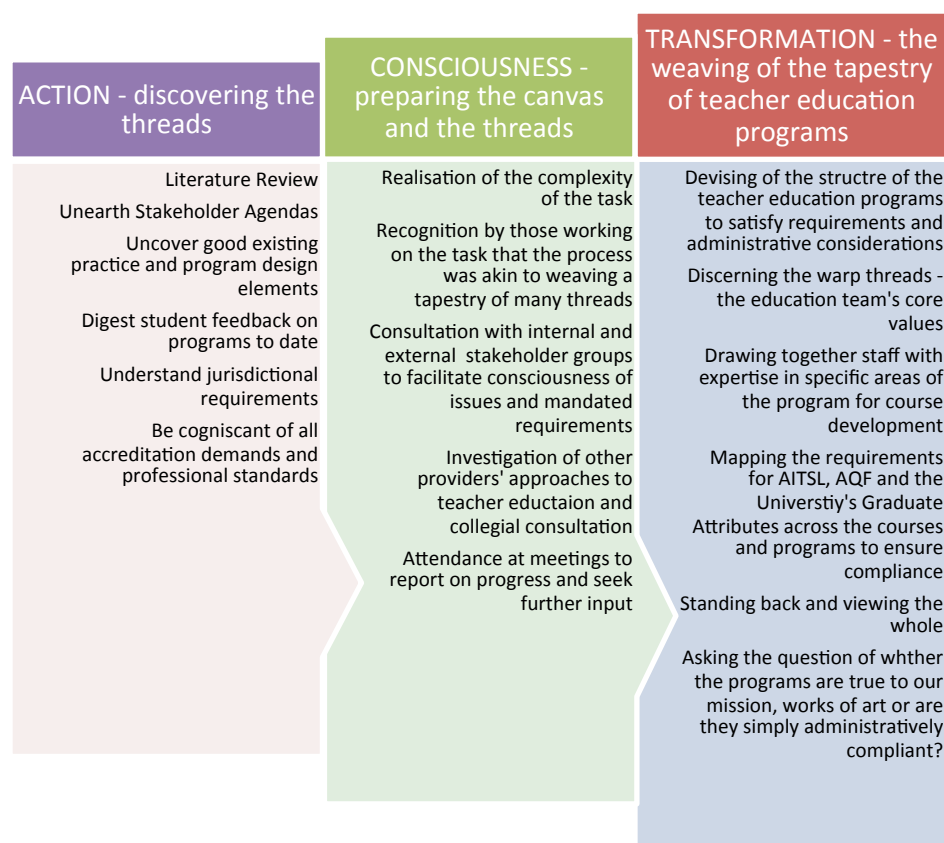 ACTION - discovering the
threads
Literature Review
Unearth Stakeholder Agendas
Uncover good existing
practice and program design
elements
Digest student feedback on
programs to date
Understand jurisdictional
requirements
Be cogniscant of all
accreditation demands and
professional standards
CONSCIOUSNESS -
preparing the canvas
and the threads
Realisation of the complexity
of the task
Recognition by those working
on the task that the process
was akin to weaving a
tapestry of many threads
Consultation with internal and
external stakeholder groups
to facilitate consciousness of
issues and mandated
requirements
Investigation of other
providers' approaches to
teacher eductaion and
collegial consultation
Attendance at meetings to
report on progress and seek
further input
TRANSFORMATION - the
weaving of the tapestry
of teacher education
programs
Devising of the structre of the
teacher education programs
to satisfy requirements and
administrative considerations
Discerning the warp threads -
the education team's core
values
Drawing together staff with
expertise in specific areas of
the program for course
development
Mapping the requirements
for AITSL, AQF and the
Universtiy's Graduate
Attributes across the courses
and programs to ensure
compliance
Standing back and viewing the
whole
Asking the question of whther
the programs are true to our
mission, works of art or are
they simply administratively
compliant?